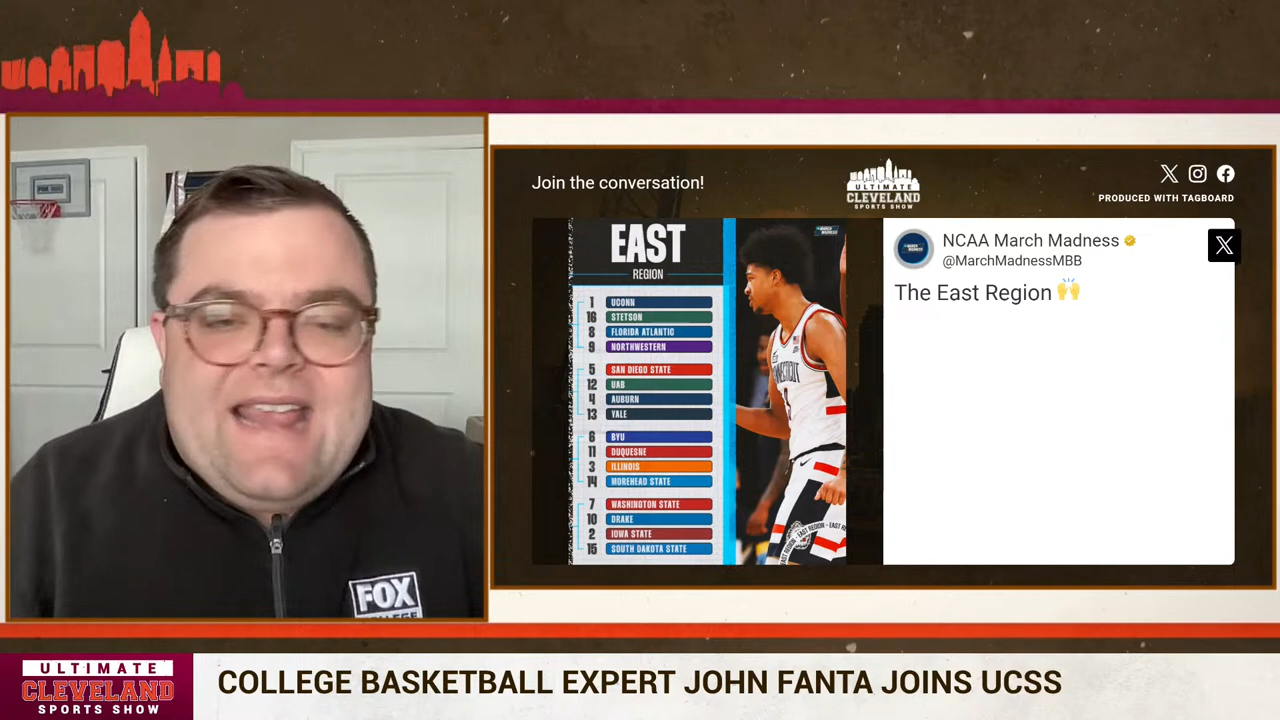 Join the conversation!
ULTIMATE
CLEVELAND
SPORTS SHOW
PRODUCED WITH TAGBOARD
EAST
REGION
1 UCONN
16 STETSON
8 FLORIDA ATLANTIC
9 NORTHWESTERN
5 SAN DIEGO STATE
12 UAB
4 AUBURN
13 YALE
6 BYU
11 DUQUESNE
3 ILLINOIS
14 MOREHEAD STATE
7 WASHINGTON STATE
10 DRAKE
2 IOWA STATE
15 SOUTH DAKOTA STATE
NCAA March Madness
@MarchMadnessMBB
The East Region 🙌
FOX
ULTIMATE
CLEVELAND
SPORTS SHOW
COLLEGE BASKETBALL EXPERT JOHN FANTA JOINS UCSS